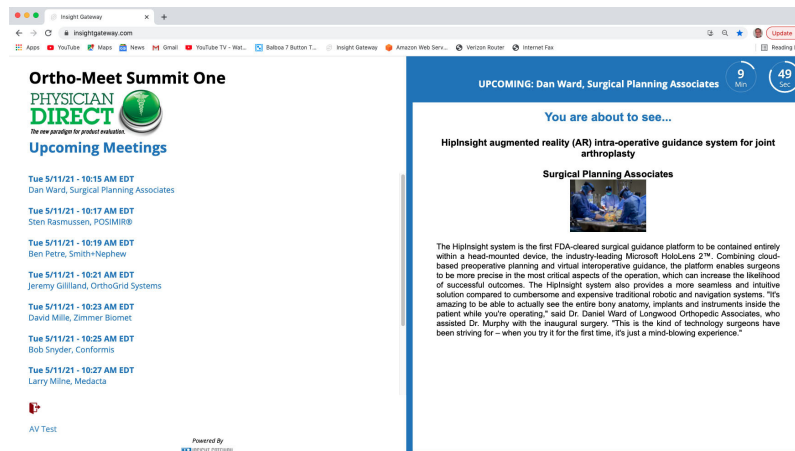 Insight Gateway
insightgateway.com
Update
Apps YouTube Maps News Gmail YouTube TV - Wat... Balboa 7 Button T... Insight Gateway Amazon Web Serv... Verizon Router Internet Fax Reading
Ortho-Meet Summit One
PHYSICIAN
DIRECT
The new paradigm for product evaluation.
Upcoming Meetings
Tue 5/11/21 - 10:15 AM EDT
Dan Ward, Surgical Planning Associates
Tue 5/11/21 - 10:17 AM EDT
Sten Rasmussen, POSIMIR®
Tue 5/11/21 - 10:19 AM EDT
Ben Petre, Smith+Nephew
Tue 5/11/21 - 10:21 AM EDT
Jeremy Gililland, OrthoGrid Systems
Tue 5/11/21 - 10:23 AM EDT
David Mille, Zimmer Biomet
Tue 5/11/21 - 10:25 AM EDT
Bob Snyder, Conformis
Tue 5/11/21 - 10:27 AM EDT
Larry Milne, Medacta
AV Test
Powered By
UPCOMING: Dan Ward, Surgical Planning Associates
9
Min
49
Sec
You are about to see...
HipInsight augmented reality (AR) intra-operative guidance system for joint
arthroplasty
Surgical Planning Associates
The HipInsight system is the first FDA-cleared surgical guidance platform to be contained entirely
within a head-mounted device, the industry-leading Microsoft HoloLens 2™. Combining cloud-
based preoperative planning and virtual interoperative guidance, the platform enables surgeons
to be more precise in the most critical aspects of the operation, which can increase the likelihood
of successful outcomes. The HipInsight system also provides a more seamless and intuitive
solution compared to cumbersome and expensive traditional robotic and navigation systems. "It's
amazing to be able to actually see the entire bony anatomy, implants and instruments inside the
patient while you're operating," said Dr. Daniel Ward of Longwood Orthopedic Associates, who
assisted Dr. Murphy with the inaugural surgery. "This is the kind of technology surgeons have
been striving for – when you try it for the first time, it's just a mind-blowing experience."